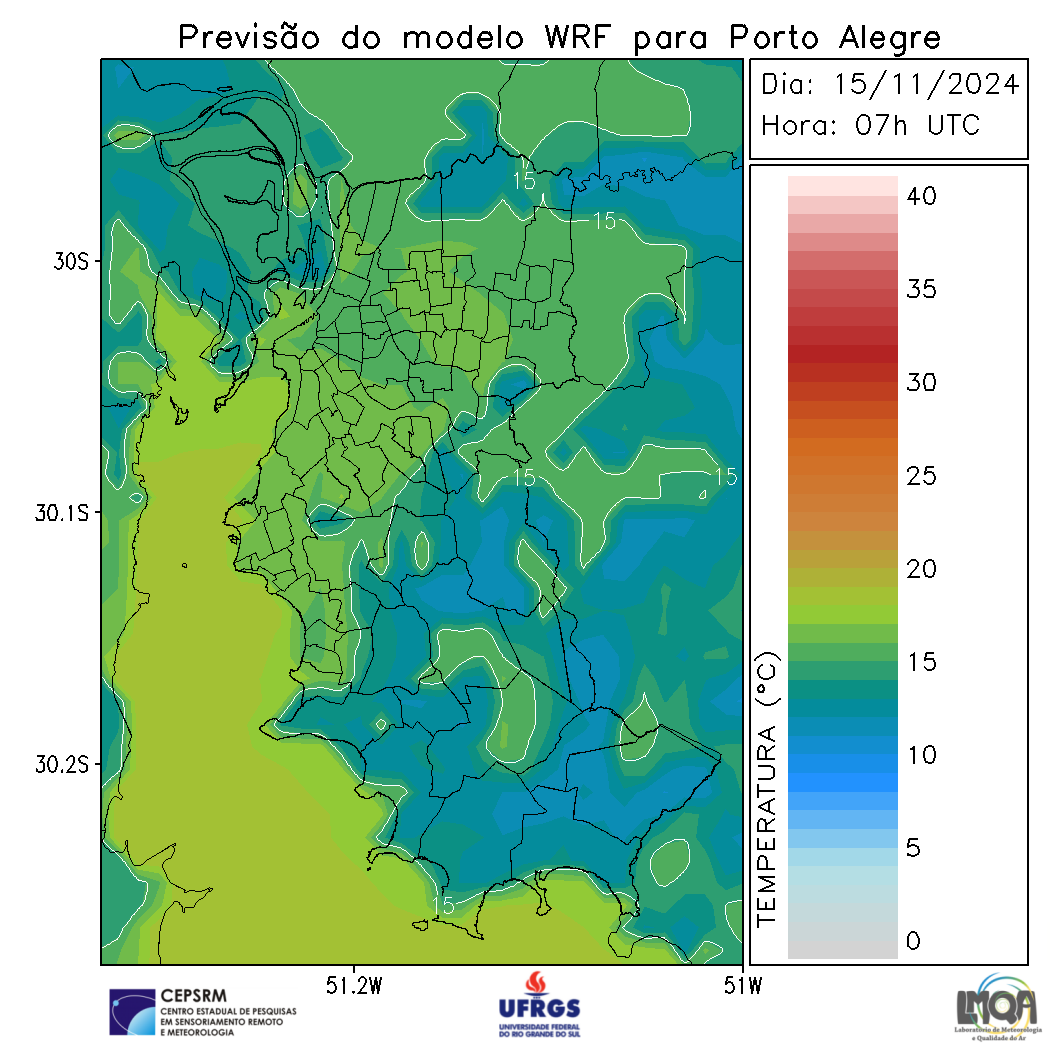 Previsão do modelo WRF para Porto Alegre
Dia: 15/11/2024
Hora: 07h UTC
40
35
30
25
20
15
10
5
0
TEMPERATURA (°C)
15
15
15
15
15
30S
30.1S
30.2S
51.2W
51W
CEPSRM
CENTRO ESTADUAL DE PESQUISAS
EM SENSORIAMENTO REMOTO
E METEOROLOGIA
UFRGS
UNIVERSIDADE FEDERAL
DO RIO GRANDE DO SUL
LMQA
Laboratório de Meteorologia
e Qualidade do Ar